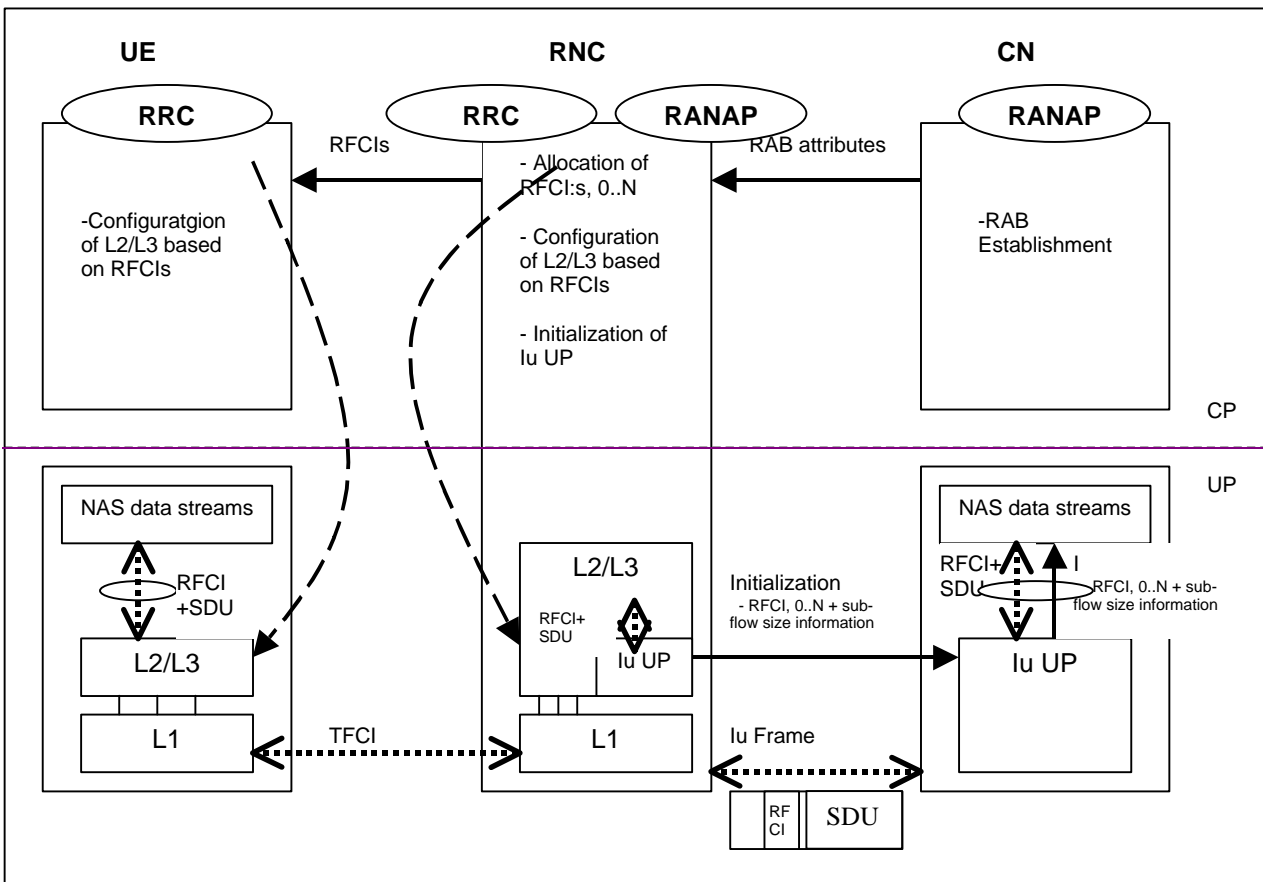 UE
RNC
CN
RRC
RRC
RANAP
RANAP
RFCIs
RAB attributes
-Configuratgion
of L2/L3 based
on RFCIs
- Allocation of
RFCI:s, 0..N
- Configuration
of L2/L3 based
on RFCIs
- Initialization of
Iu UP
-RAB
Establishment
CP
UP
NAS data streams
RFCI
+SDU
L2/L3
L1
TFCI
L2/L3
RFCI+
SDU
Iu UP
L1
Initialization
- RFCI, 0..N + sub-
flow size information
Iu Frame
RF
CI
SDU
NAS data streams
RFCI+
SDU
I
RFCI, 0..N + sub-
flow size information
Iu UP